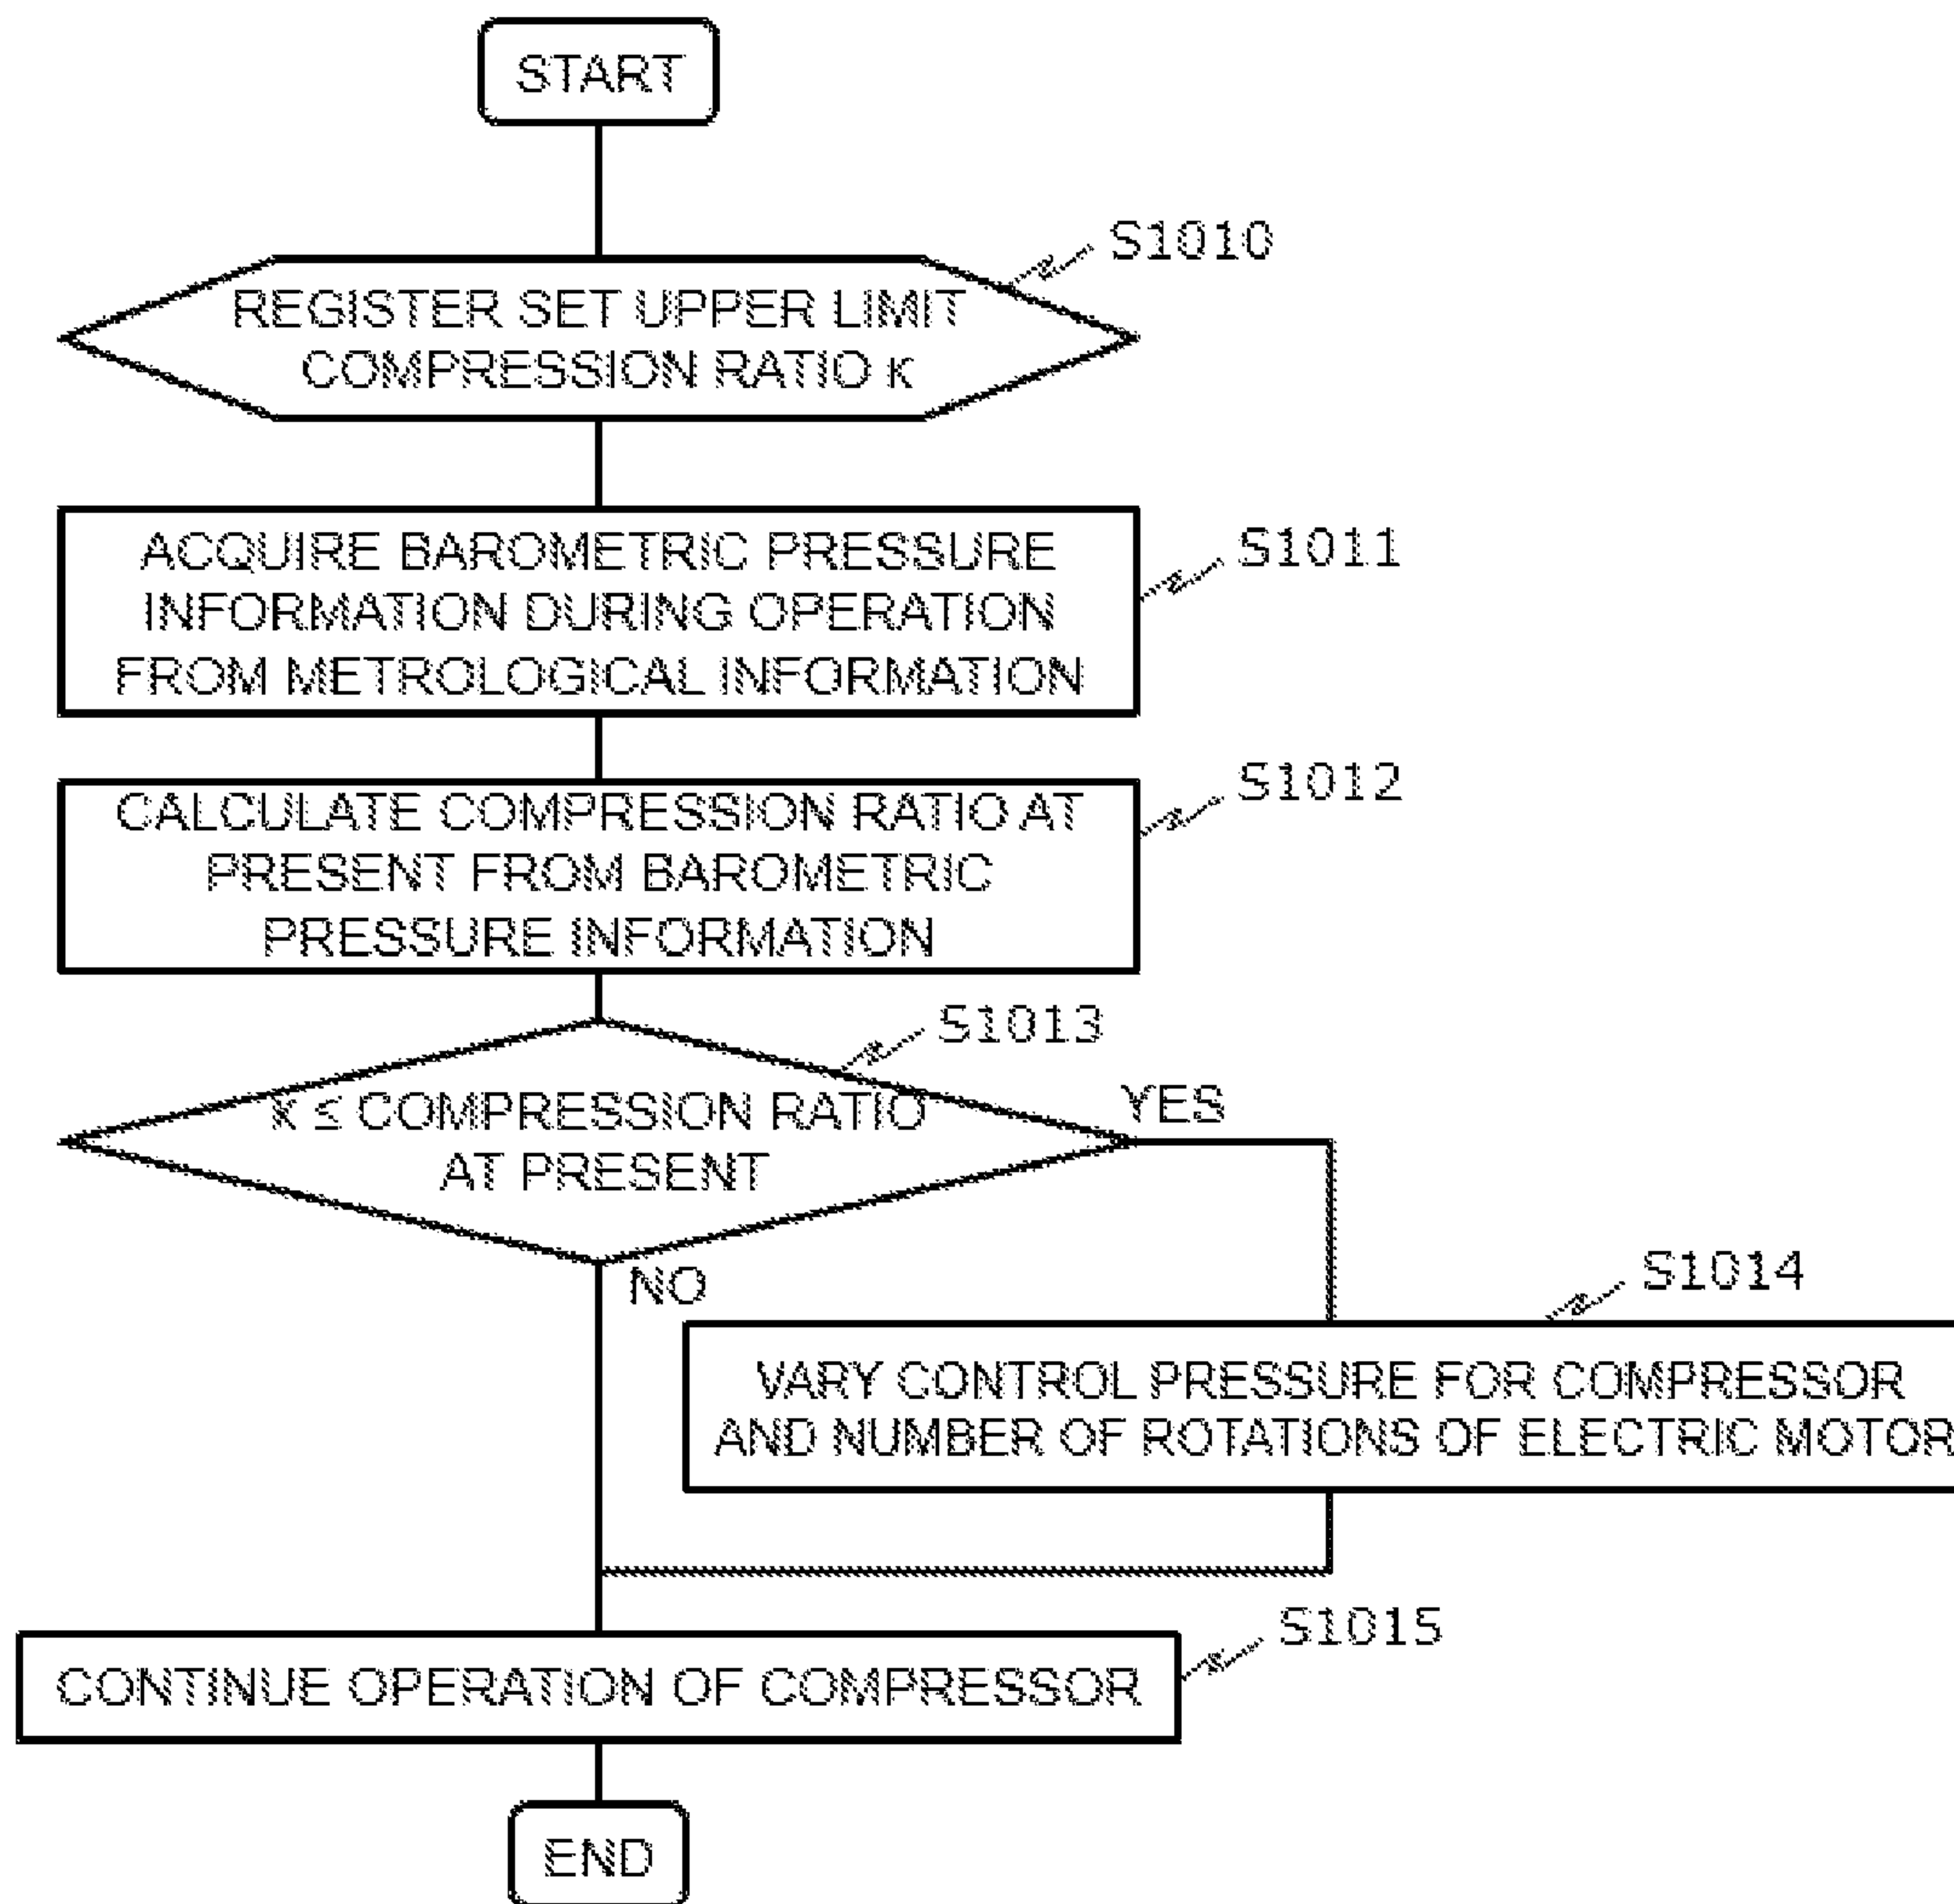 START
S1010
REGISTER SET UPPER LIMIT
COMPRESSION RATIO κ
S1011
ACQUIRE BAROMETRIC PRESSURE
INFORMATION DURING OPERATION
FROM METROLOGICAL INFORMATION
S1012
CALCULATE COMPRESSION RATIO AT
PRESENT FROM BAROMETRIC
PRESSURE INFORMATION
S1013
κ ≤ COMPRESSION RATIO
AT PRESENT
YES
NO
S1014
VARY CONTROL PRESSURE FOR COMPRESSOR
AND NUMBER OF ROTATIONS OF ELECTRIC MOTOR
S1015
CONTINUE OPERATION OF COMPRESSOR
END